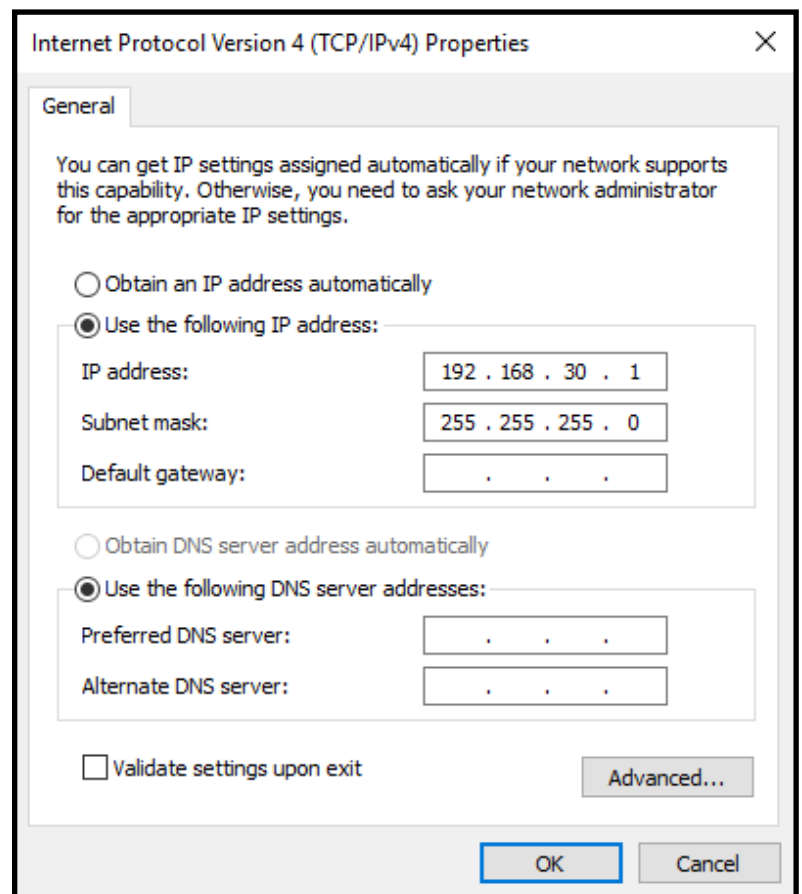 Internet Protocol Version 4 (TCP/IPv4) Properties
General
You can get IP settings assigned automatically if your network supports
this capability. Otherwise, you need to ask your network administrator
for the appropriate IP settings.
Obtain an IP address automatically
Use the following IP address:
IP address: 192 . 168 . 30 . 1
Subnet mask: 255 . 255 . 255 . 0
Default gateway: . . .
Obtain DNS server address automatically
Use the following DNS server addresses:
Preferred DNS server: . . .
Alternate DNS server: . . .
Validate settings upon exit
Advanced...
OK Cancel